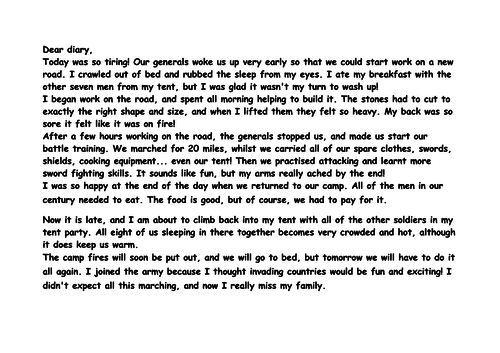 Dear diary,
Today was so tiring! Our generals woke us up very early so that we could start work on a new
road. I crawled out of bed and rubbed the sleep from my eyes. I ate my breakfast with the
other seven men from my tent, but I was glad it wasn't my turn to wash up!
I began work on the road, and spent all morning helping to build it. The stones had to cut to
exactly the right shape and size, and when I lifted them they felt so heavy. My back was so
sore it felt like it was on fire!
After a few hours working on the road, the generals stopped us, and made us start our
battle training. We marched for 20 miles, whilst we carried all of our spare clothes, swords,
shields, cooking equipment... even our tent! Then we practised attacking and learnt more
sword fighting skills. It sounds like fun, but my arms really ached by the end!
I was so happy at the end of the day when we returned to our camp. All of the men in our
century needed to eat. The food is good, but of course, we had to pay for it.
Now it is late, and I am about to climb back into my tent with all of the other soldiers in my
tent party. All eight of us sleeping in there together becomes very crowded and hot, although
it does keep us warm.
The camp fires will soon be put out, and we will go to bed, but tomorrow we will have to do it
all again. I joined the army because I thought invading countries would be fun and exciting! I
didn't expect all this marching, and now I really miss my family.